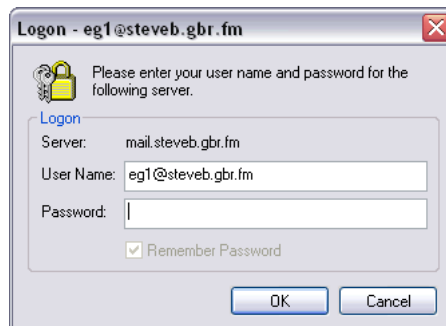 Logon - eg1@steveb.gbr.fm
Please enter your user name and password for the
following server.
Logon
Server: mail.steveb.gbr.fm
User Name: eg1@steveb.gbr.fm
Password:
Remember Password
OK Cancel